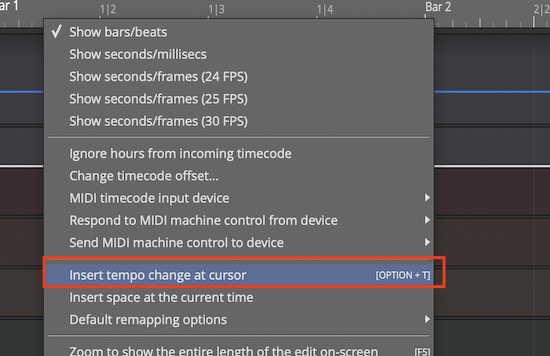 Bar 1
1|2
1|3
1|4
Bar 2
2|2
✓ Show bars/beats
Show seconds/millisecs
Show seconds/frames (24 FPS)
Show seconds/frames (25 FPS)
Show seconds/frames (30 FPS)
Ignore hours from incoming timecode
Change timecode offset...
MIDI timecode input device
Respond to MIDI machine control from device
Send MIDI machine control to device
Insert tempo change at cursor [OPTION + T]
Insert space at the current time
Default remapping options
Zoom to show the entire length of the edit on-screen [F5]